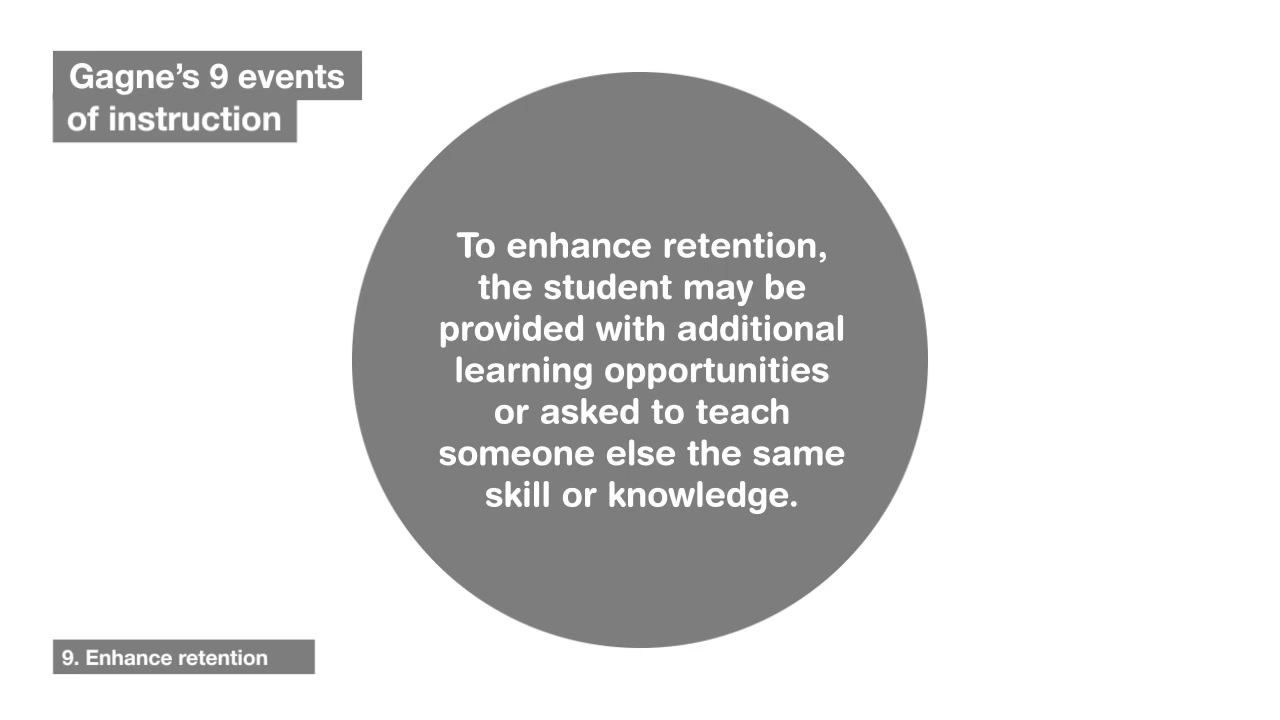 Gagne’s 9 events
of instruction
To enhance retention,
the student may be
provided with additional
learning opportunities
or asked to teach
someone else the same
skill or knowledge.
9. Enhance retention